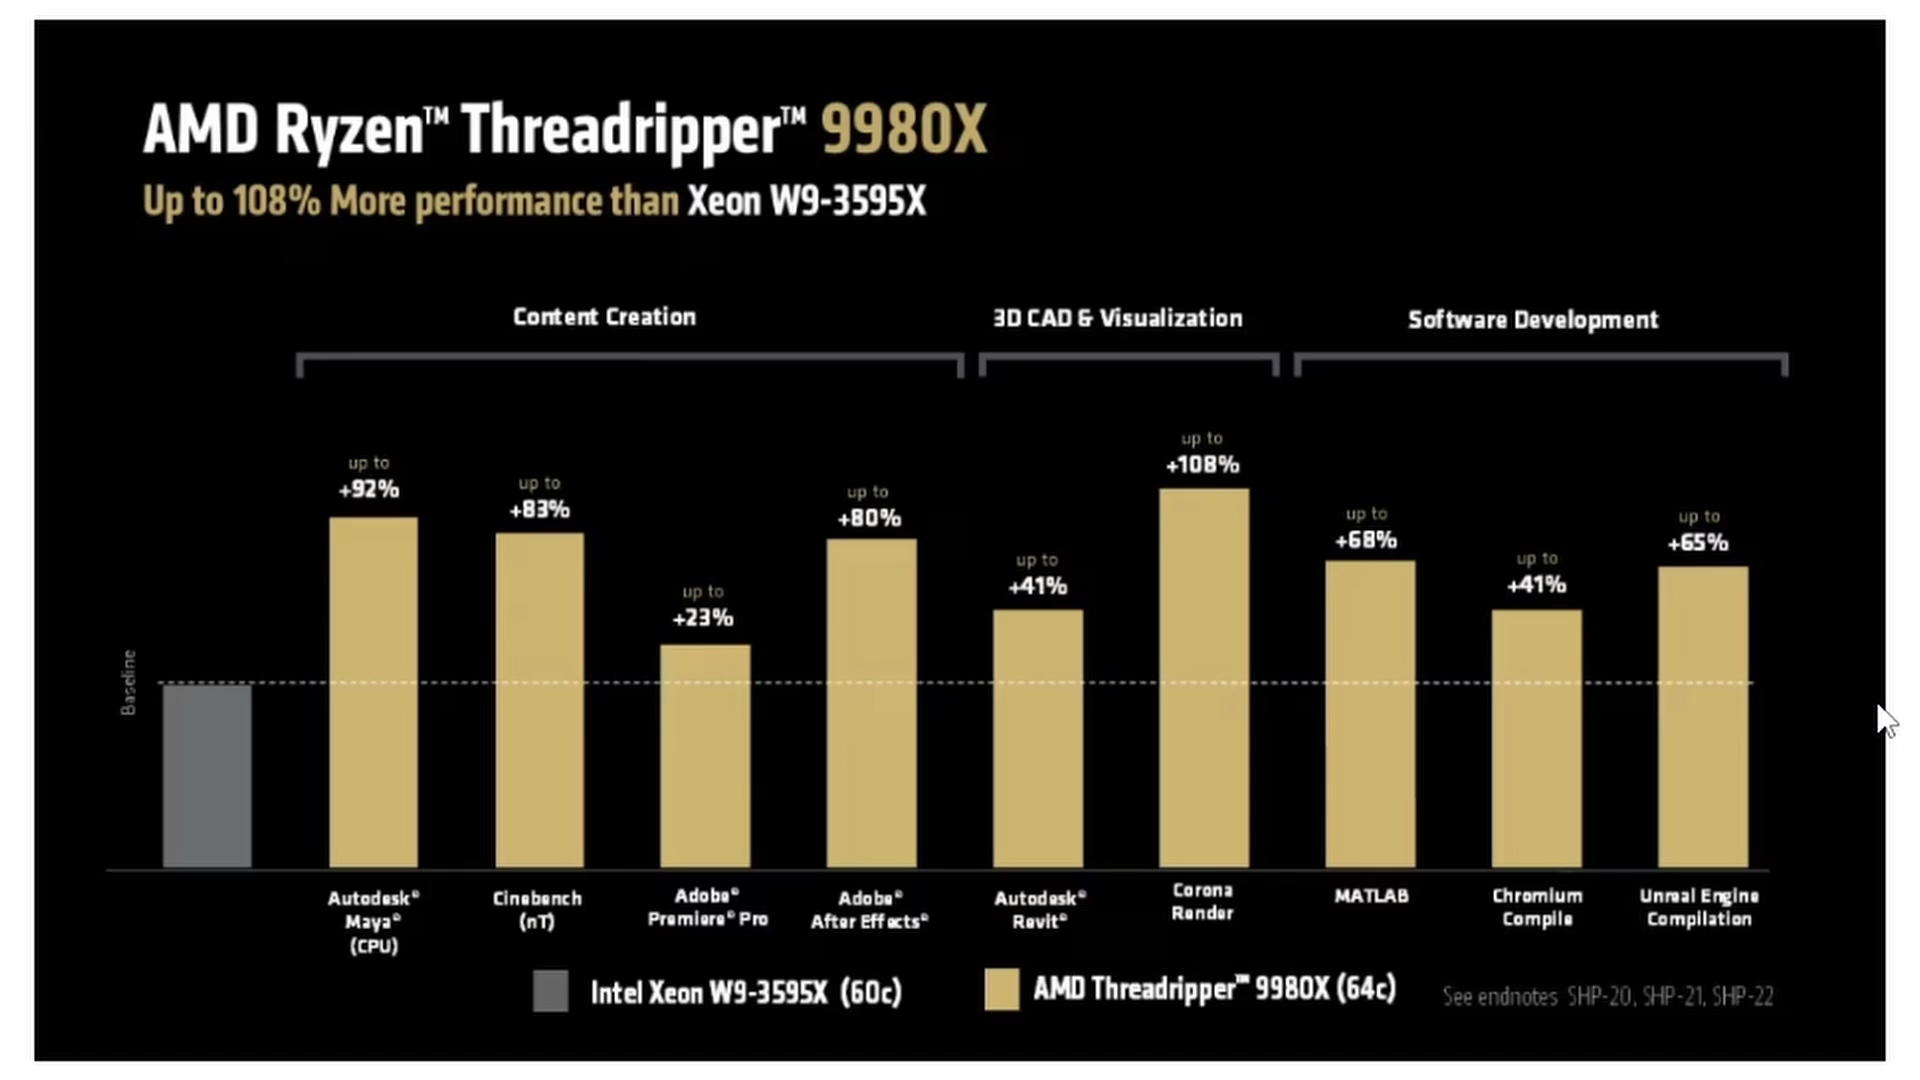 AMD Ryzen™ Threadripper™ 9980X
Up to 108% More performance than Xeon W9-3595X
Content Creation
3D CAD & Visualization
Software Development
up to
+92%
up to
+83%
up to
+23%
up to
+80%
up to
+41%
up to
+108%
up to
+68%
up to
+41%
up to
+65%
Baseline
Autodesk®
Maya®
(CPU)
Cinebench
(nT)
Adobe®
Premiere® Pro
Adobe®
After Effects®
Autodesk®
Revit®
Corona
Render
MATLAB
Chromium
Compile
Unreal Engine
Compilation
Intel Xeon W9-3595X (60c)
AMD Threadripper™ 9980X (64c)
See endnotes SHP-20, SHP-21, SHP-22